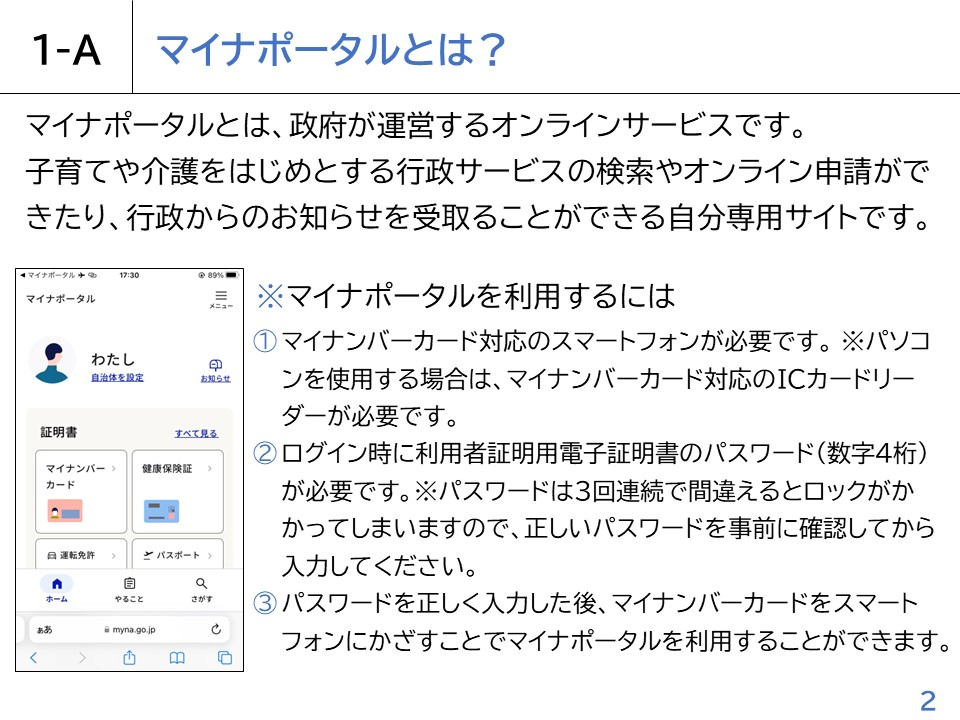 1-A
マイナポータルとは？
マイナポータルとは、政府が運営するオンラインサービスです。
子育てや介護をはじめとする行政サービスの検索やオンライン申請がで
きたり、行政からのお知らせを受取ることができる自分専用サイトです。
◀マイナポータル
17:30
89%
マイナポータル
メニュー
わたし
自治体を設定
お知らせ
証明書
すべて見る
マイナンバー
カード
健康保険証
運転免許
パスポート
ホーム
やること
さがす
ぁあ
myna.go.jp
※マイナポータルを利用するには
① マイナンバーカード対応のスマートフォンが必要です。※パソコ
ンを使用する場合は、マイナンバーカード対応のICカードリー
ダーが必要です。
② ログイン時に利用者証明用電子証明書のパスワード（数字4桁）
が必要です。※パスワードは3回連続で間違えるとロックがか
かってしまいますので、正しいパスワードを事前に確認してから
入力してください。
③ パスワードを正しく入力した後、マイナンバーカードをスマート
フォンにかざすことでマイナポータルを利用することができます。
2